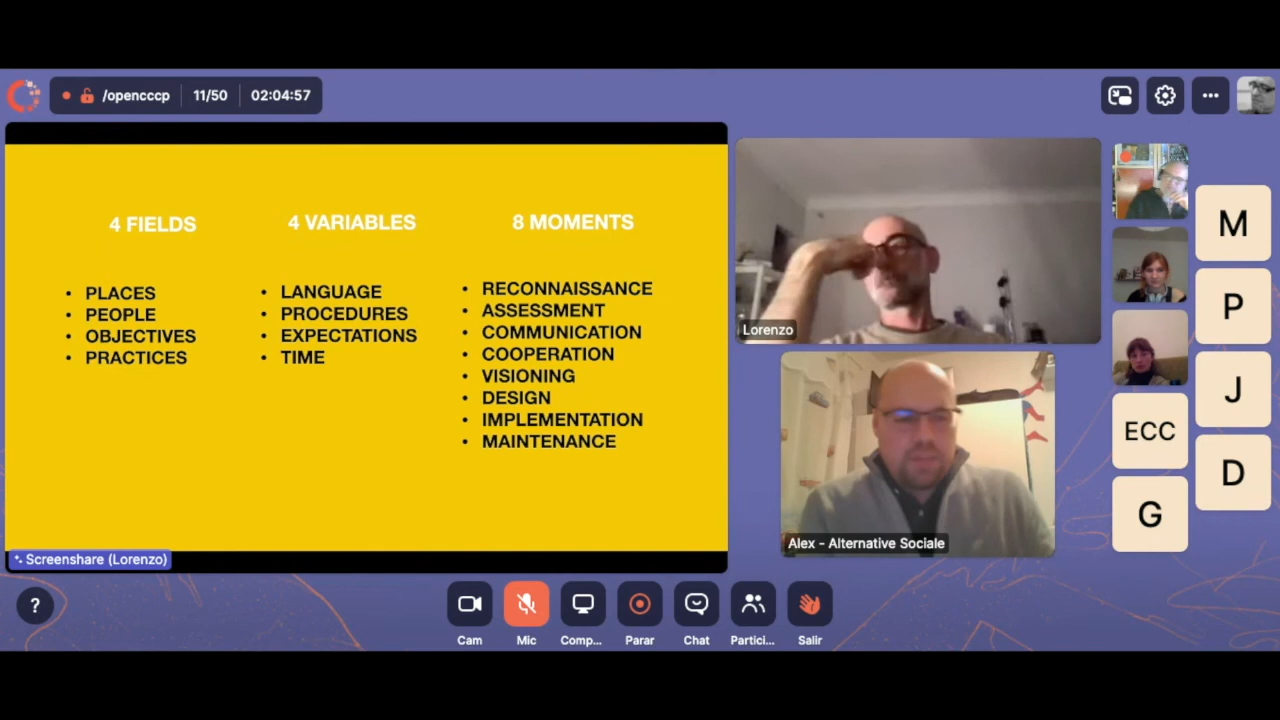 /opencccp
11/50
02:04:57
4 FIELDS
4 VARIABLES
8 MOMENTS
• PLACES
• PEOPLE
• OBJECTIVES
• PRACTICES
• LANGUAGE
• PROCEDURES
• EXPECTATIONS
• TIME
• RECONNAISSANCE
• ASSESSMENT
• COMMUNICATION
• COOPERATION
• VISIONING
• DESIGN
• IMPLEMENTATION
• MAINTENANCE
Screenshare (Lorenzo)
Lorenzo
Alex - Alternative Sociale
ECC
G
M
P
J
D
?
Cam
Mic
Comp...
Parar
Chat
Partici...
Salir